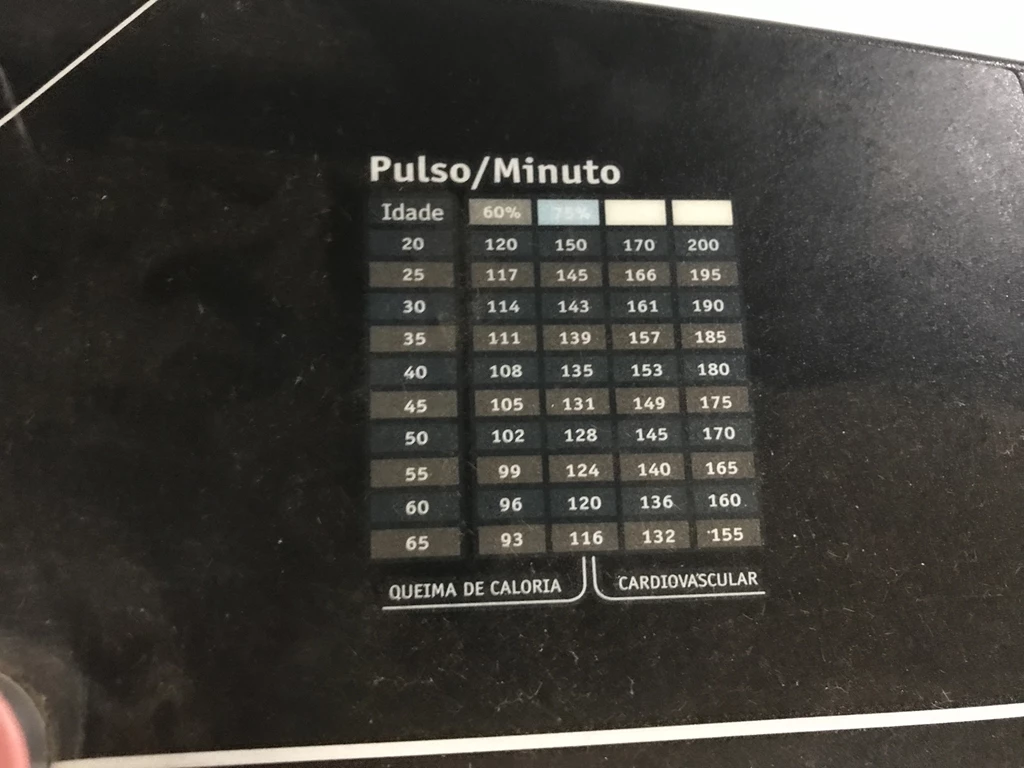 Pulso/Minuto
Idade 60% 75%
20 120 150 170 200
25 117 145 166 195
30 114 143 161 190
35 111 139 157 185
40 108 135 153 180
45 105 131 149 175
50 102 128 145 170
55 99 124 140 165
60 96 120 136 160
65 93 116 132 155
QUEIMA DE CALORIA CARDIOVASCULAR